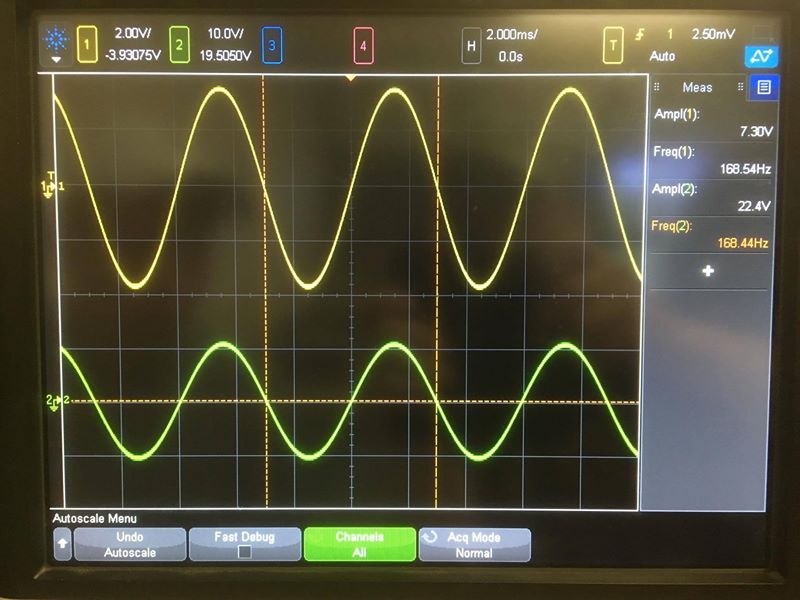 1 2.00V/ 2 10.0V/ 3 4 H 2.000ms/ T 1 2.50mV
-3.93075V 19.5050V 0.0s Auto
Meas
Ampl(1):
7.30V
Freq(1):
168.54Hz
Ampl(2):
22.4V
Freq(2):
168.44Hz
T
1 1
2 2
Autoscale Menu
Undo
Autoscale
Fast Debug
Channels
All
Acq Mode
Normal